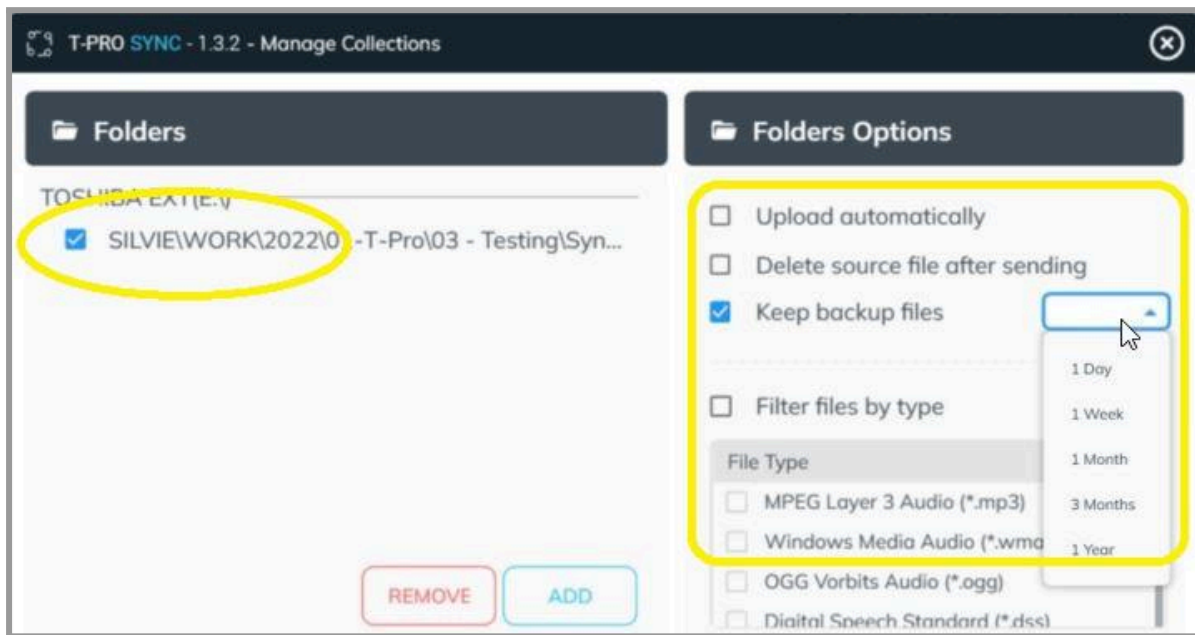 T-PRO SYNC - 1.3.2 - Manage Collections
Folders
TOSHIBA EXT(E:\)
SILVIE\WORK\2022\0 -T-Pro\03 - Testing\Syn...
REMOVE
ADD
Folders Options
Upload automatically
Delete source file after sending
Keep backup files
1 Day
1 Week
1 Month
3 Months
1 Year
Filter files by type
File Type
MPEG Layer 3 Audio (*.mp3)
Windows Media Audio (*.wma
OGG Vorbits Audio (*.ogg)
Digital Speech Standard (*.dss)